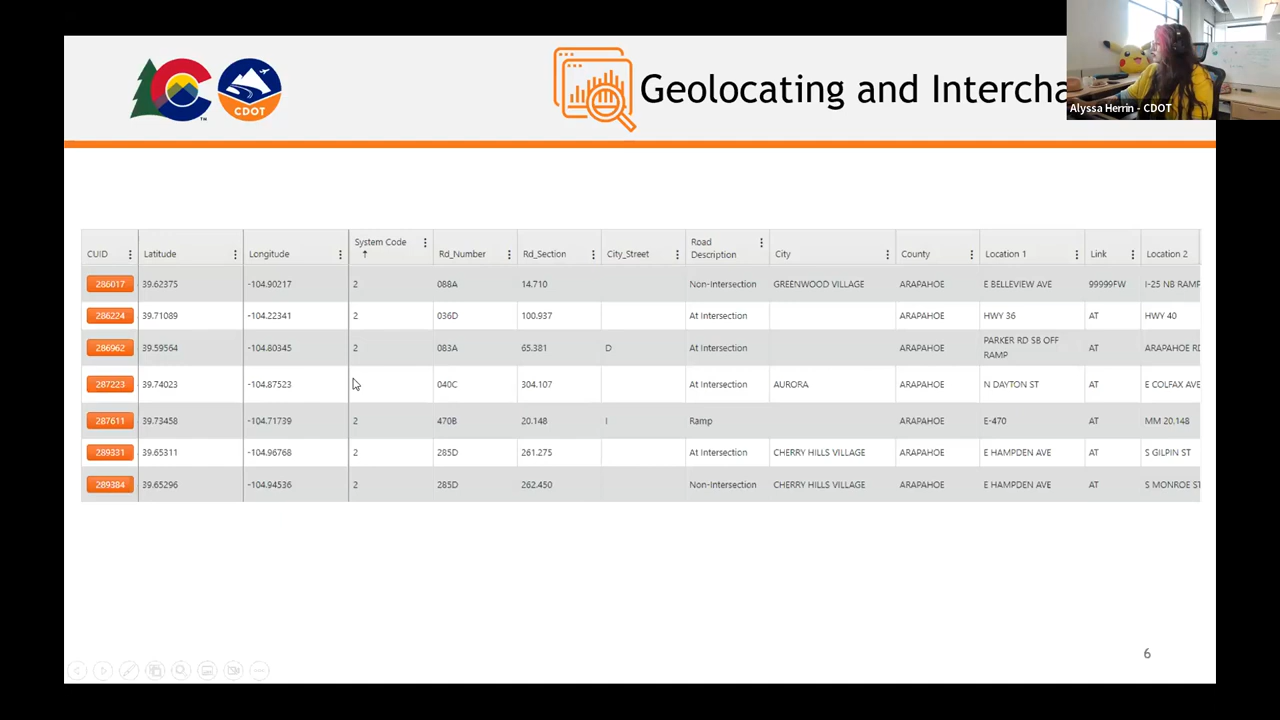 CDOT
Geolocating and Intercha
Alyssa Herrin - CDOT
CUID Latitude Longitude System Code Rd_Number Rd_Section City_Street Road Description City County Location 1 Link Location 2
286017 39.62375 -104.90217 2 088A 14.710 Non-Intersection GREENWOOD VILLAGE ARAPAHOE E BELLEVIEW AVE 99999FW I-25 NB RAMP
286224 39.71089 -104.22341 2 036D 100.937 At Intersection ARAPAHOE HWY 36 AT HWY 40
286962 39.59564 -104.80345 2 083A 65.381 D At Intersection ARAPAHOE PARKER RD SB OFF RAMP AT ARAPAHOE RD
287223 39.74023 -104.87523 2 040C 304.107 At Intersection AURORA ARAPAHOE N DAYTON ST AT E COLFAX AVE
287611 39.73458 -104.71739 2 470B 20.148 I Ramp ARAPAHOE E-470 AT MM 20.148
289331 39.65311 -104.96768 2 285D 261.275 At Intersection CHERRY HILLS VILLAGE ARAPAHOE E HAMPDEN AVE AT S GILPIN ST
289384 39.65296 -104.94536 2 285D 262.450 Non-Intersection CHERRY HILLS VILLAGE ARAPAHOE E HAMPDEN AVE AT S MONROE ST
6